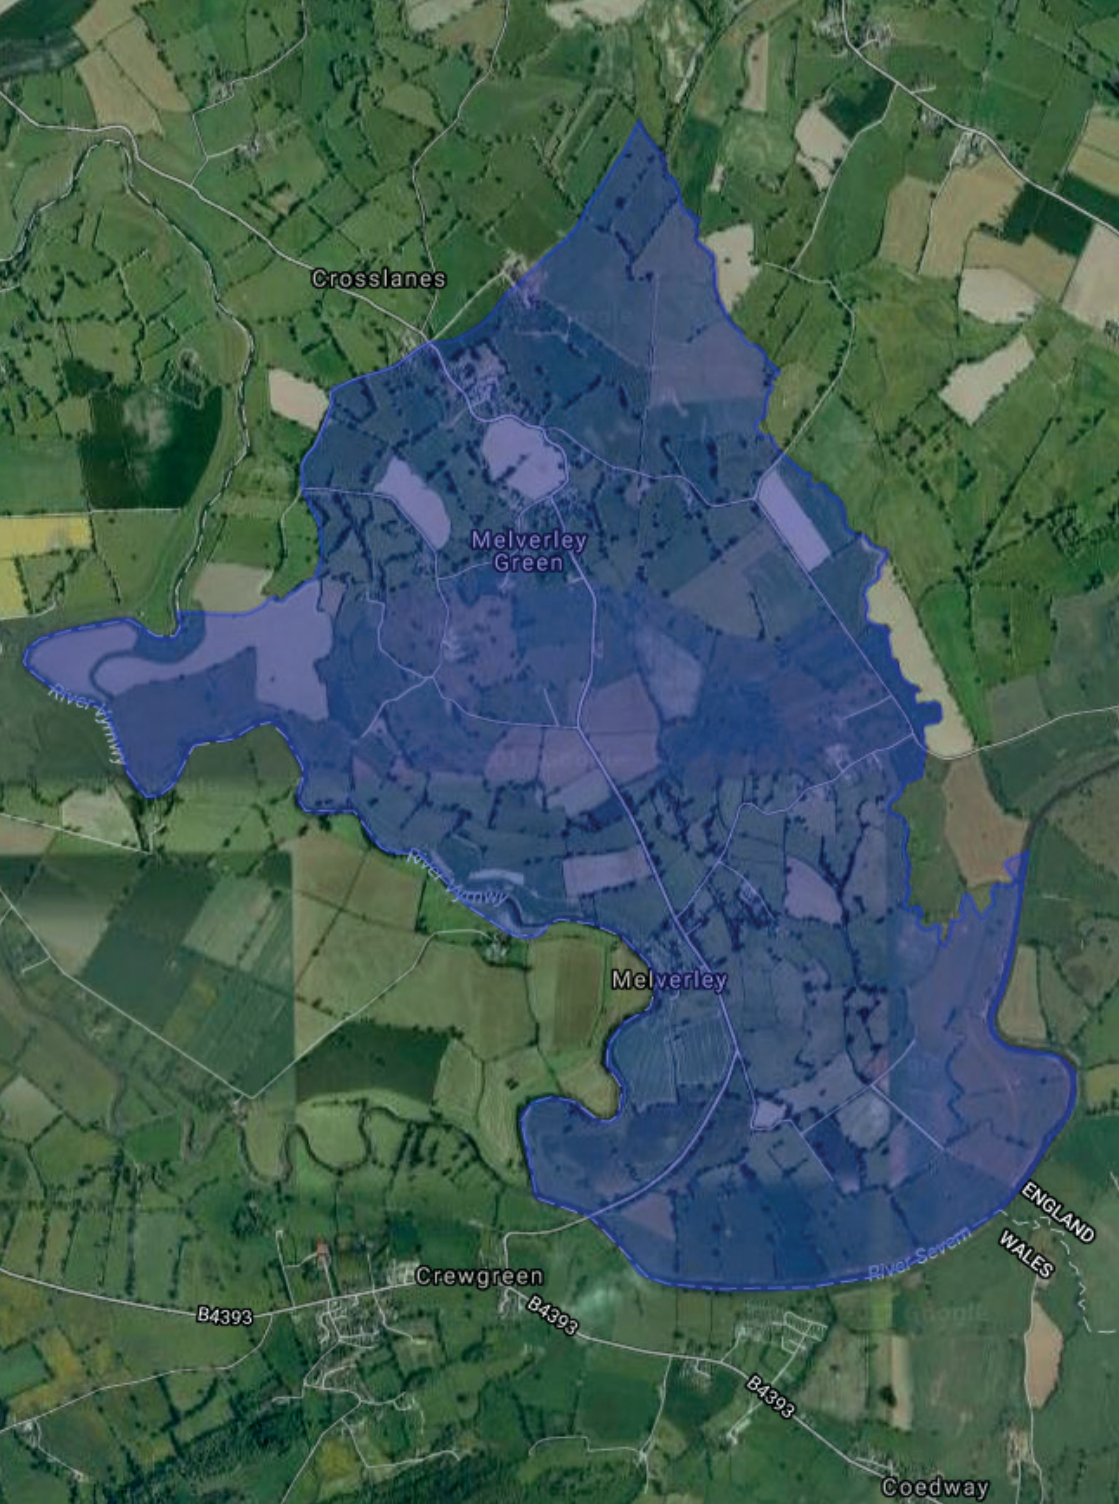 Crosslanes
Melverley
Green
River Vyrnwy
River Vyrnwy
Melverley
ENGLAND
WALES
River Severn
Crewgreen
B4393
B4393
B4393
Coedway